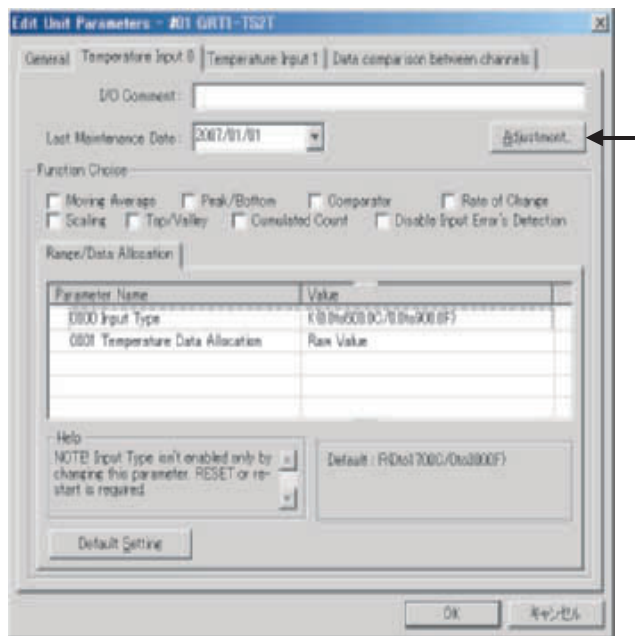 Edit Unit Parameters - #01 GRT1-TS2T
General
Temperature Input 0
Temperature Input 1
Data comparison between channels
I/O Comment :
Last Maintenance Date : 2007/01/01
Adjustment..
Function Choice
Moving Average Peak/Bottom Comparator Rate of Change
Scaling Top/Valley Cumulated Count Disable Input Error's Detection
Range/Data Allocation
Parameter Name Value
0000 Input Type
0001 Temperature Data Allocation Raw Value
Help
NOTE! Input Type isn't enabled only by
changing this parameter. RESET or re-
start is required.
Default :
Default Setting
OK キャンセル